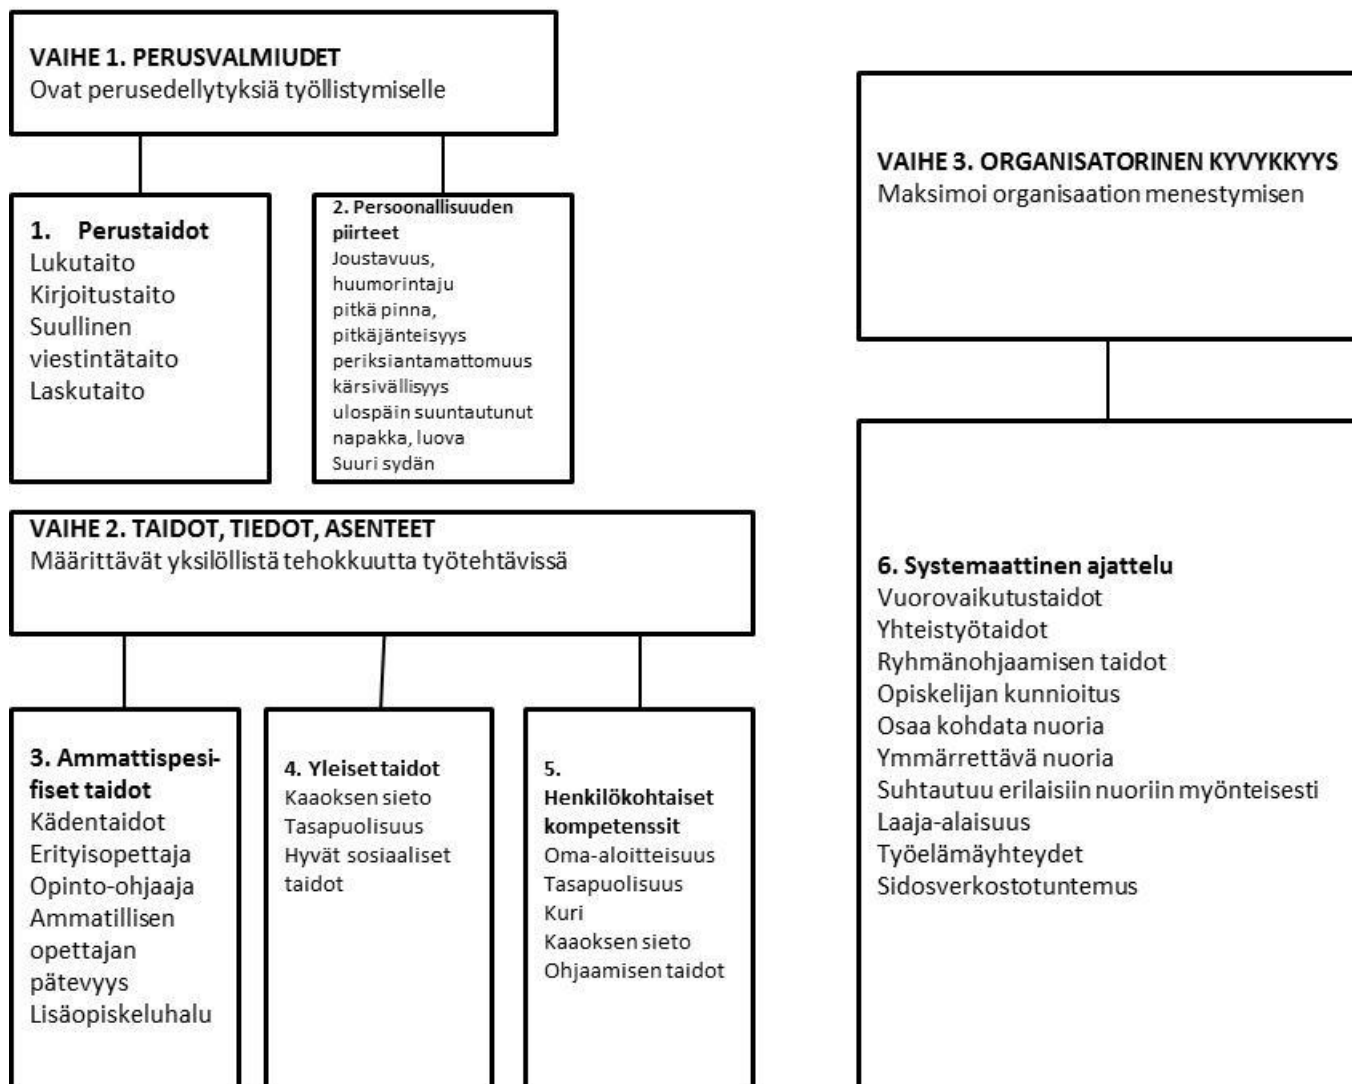 VAIHE 1. PERUSVALMIUDET
Ovat perusedellytyksiä työllistymiselle
1. Perustaidot
Lukutaito
Kirjoitustaito
Suullinen
viestintätaito
Laskutaito
2. Persoonallisuuden
piirteet
Joustavuus,
huumorintaju
pitkä pinna,
pitkäjänteisyys
periksiantamattomuus
kärsivällisyys
ulospäin suuntautunut
napakka, luova
Suuri sydän
VAIHE 2. TAIDOT, TIEDOT, ASENTEET
Määrittävät yksilöllistä tehokkuutta työtehtävissä
3. Ammattispesi-
fiset taidot
Kädentaidot
Erityisopettaja
Opinto-ohjaaja
Ammatillisen
opettajan
pätevyys
Lisäopiskeluhalu
4. Yleiset taidot
Kaaoksen sieto
Tasapuolisuus
Hyvät sosiaaliset
taidot
5.
Henkilökohtaiset
kompetenssit
Oma-aloitteisuus
Tasapuolisuus
Kuri
Kaaoksen sieto
Ohjaamisen taidot
VAIHE 3. ORGANISATORINEN KYVYKKYYS
Maksimoi organisaation menestymisen
6. Systemaattinen ajattelu
Vuorovaikutustaidot
Yhteistyötaidot
Ryhmänohjaamisen taidot
Opiskelijan kunnioitus
Osaa kohdata nuoria
Ymmärrettävä nuoria
Suhtautuu erilaisiin nuoriin myönteisesti
Laaja-alaisuus
Työelämäyhteydet
Sidosverkostotuntemus